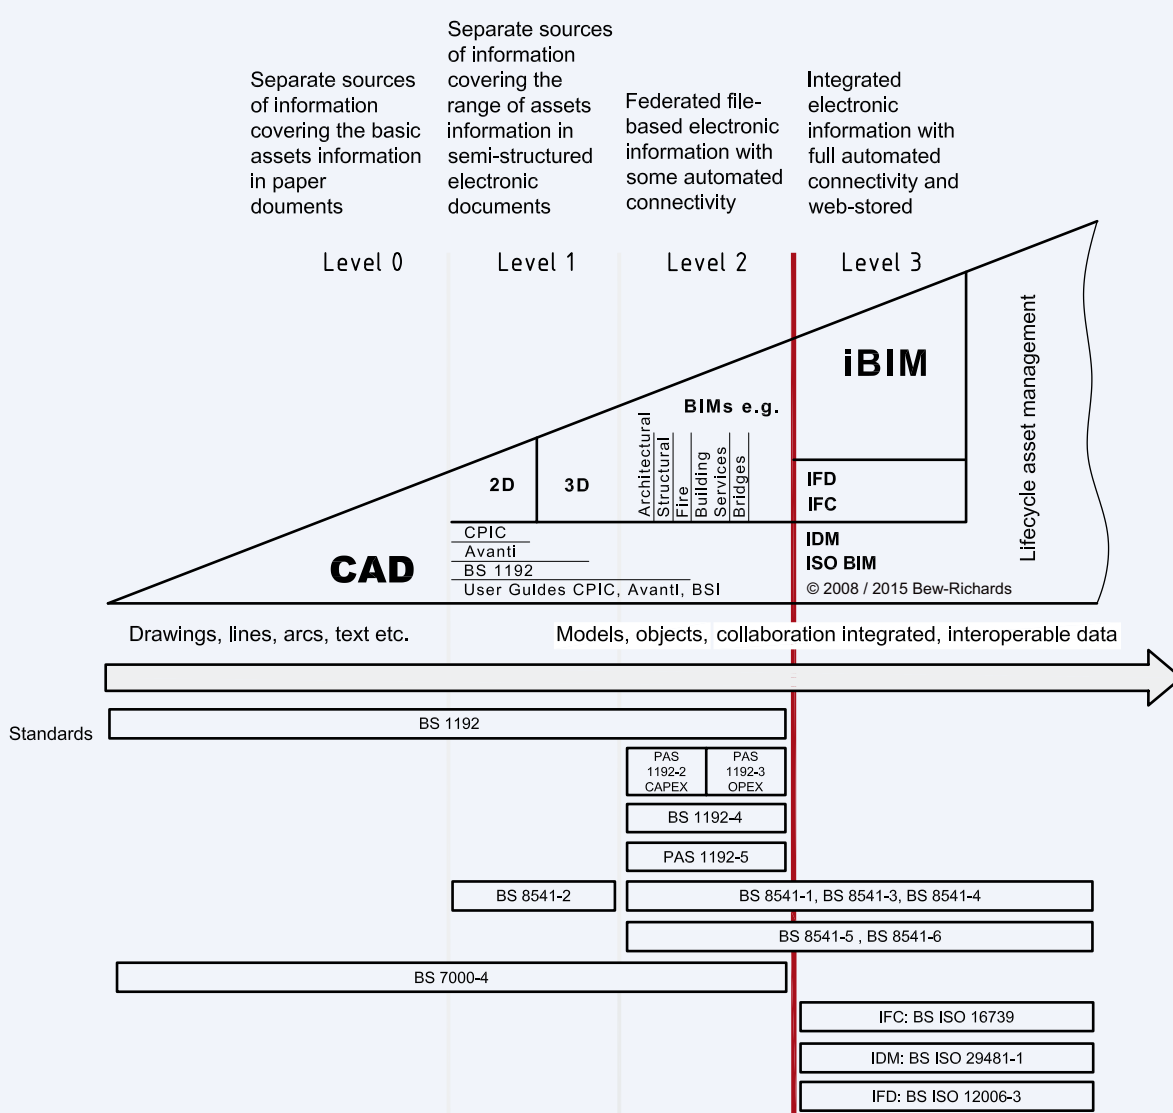 Separate sources
of information
covering the basic
assets information
in paper
douments
Separate sources
of information
covering the
range of assets
information in
semi-structured
electronic
documents
Federated file-
based electronic
information with
some automated
connectivity
Integrated
electronic
information with
full automated
connectivity and
web-stored
Level 0
Level 1
Level 2
Level 3
iBIM
BIMs e.g.
2D
3D
Architectural
Structural
Fire
Building
Services
Bridges
IFD
IFC
Lifecycle asset management
CAD
CPIC
Avanti
BS 1192
User Guides CPIC, Avanti, BSI
IDM
ISO BIM
© 2008 / 2015 Bew-Richards
Drawings, lines, arcs, text etc.
Models, objects, collaboration integrated, interoperable data
Standards
BS 1192
PAS
1192-2
CAPEX
PAS
1192-3
OPEX
BS 1192-4
PAS 1192-5
BS 8541-2
BS 8541-1, BS 8541-3, BS 8541-4
BS 8541-5 , BS 8541-6
BS 7000-4
IFC: BS ISO 16739
IDM: BS ISO 29481-1
IFD: BS ISO 12006-3